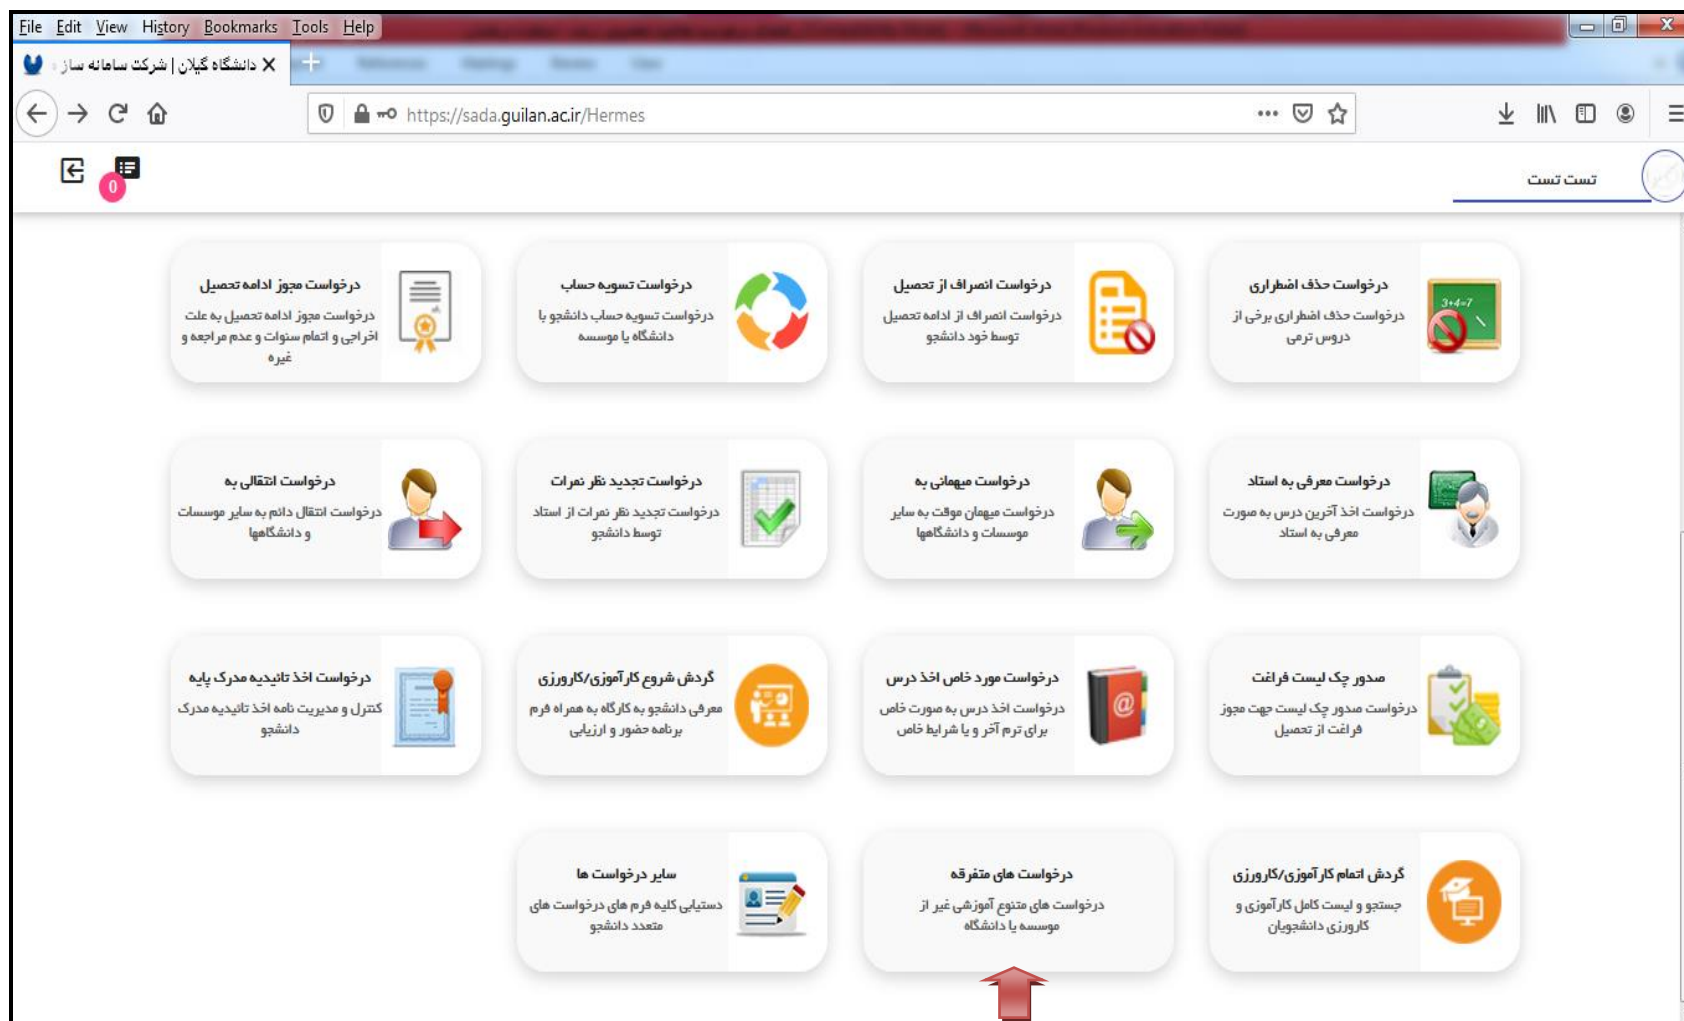 File Edit View History Bookmarks Tools Help
دانشگاه گیلان | شرکت سامانه ساز
https://sada.guilan.ac.ir/Hermes
تست تست
0
درخواست حذف اضطراری
درخواست حذف اضطراری برخی از
دروس ترمی
3+4=7
درخواست انصراف از تحصیل
درخواست انصراف از ادامه تحصیل
توسط خود دانشجو
درخواست تسویه حساب
درخواست تسویه حساب دانشجو با
دانشگاه یا موسسه
درخواست مجوز ادامه تحصیل
درخواست مجوز ادامه تحصیل به علت
اخراجی و اتمام سنوات و عدم مراجعه و
غیره
درخواست معرفی به استاد
درخواست اخذ آخرین درس به صورت
معرفی به استاد
درخواست میهمانی به
درخواست میهمان موقت به سایر
موسسات و دانشگاهها
درخواست تجدید نظر نمرات
درخواست تجدید نظر نمرات از استاد
توسط دانشجو
درخواست انتقالی به
درخواست انتقال دائم به سایر موسسات
و دانشگاهها
صدور چک لیست فراغت
درخواست صدور چک لیست جهت مجوز
فراغت از تحصیل
درخواست مورد خاص اخذ درس
درخواست اخذ درس به صورت خاص
برای ترم آخر و یا شرایط خاص
@
گردش شروع کارآموزی/کارورزی
معرفی دانشجو به کارگاه به همراه فرم
برنامه حضور و ارزیابی
درخواست اخذ تائیدیه مدرک پایه
کنترل و مدیریت نامه اخذ تائیدیه مدرک
دانشجو
گردش اتمام کارآموزی/کارورزی
جستجو و لیست کامل کارآموزی و
کارورزی دانشجویان
درخواست های متفرقه
درخواست های متنوع آموزشی غیر از
موسسه یا دانشگاه
سایر درخواست ها
دستیابی کلیه فرم های درخواست های
متعدد دانشجو